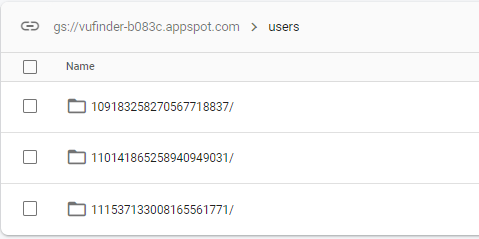 gs://vufinder-b083c.appspot.com > users
Name
109183258270567718837/
110141865258940949031/
111537133008165561771/